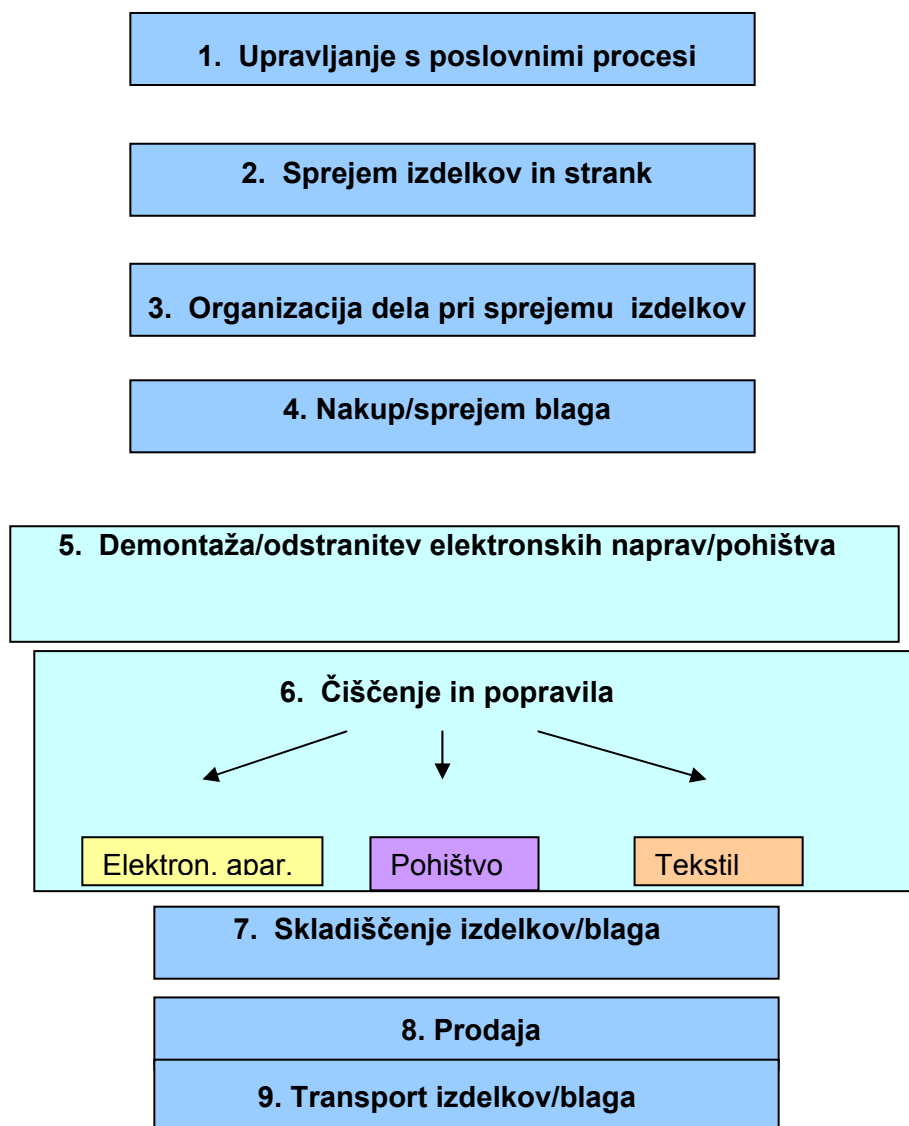 1. Upravljanje s poslovnimi procesi
2. Sprejem izdelkov in strank
3. Organizacija dela pri sprejemu izdelkov
4. Nakup/sprejem blaga
5. Demontaža/odstranitev elektronskih naprav/pohištva
6. Čiščenje in popravila
Elektron. apar. Pohištvo Tekstil
7. Skladiščenje izdelkov/blaga
8. Prodaja
9. Transport izdelkov/blaga